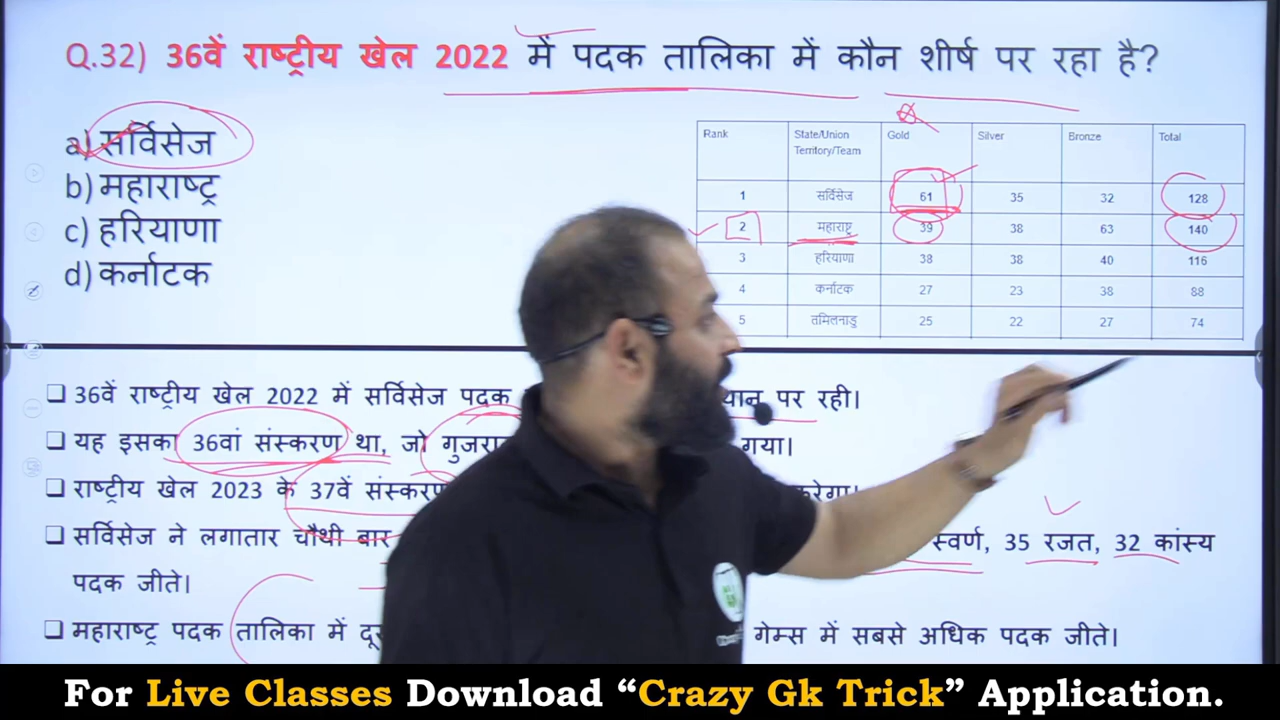 Q.32) 36वें राष्ट्रीय खेल 2022 में पदक तालिका में कौन शीर्ष पर रहा है?
a) सर्विसेज
b) महाराष्ट्र
c) हरियाणा
d) कर्नाटक
Rank State/Union Territory/Team Gold Silver Bronze Total
1 सर्विसेज 61 35 32 128
2 महाराष्ट्र 39 38 63 140
3 हरियाणा 38 38 40 116
4 कर्नाटक 27 23 38 88
5 तमिलनाडु 25 22 27 74
36वें राष्ट्रीय खेल 2022 में सर्विसेज पदक पर रही।
यह इसका 36वां संस्करण था, जो गया।
राष्ट्रीय खेल 2023 के 37वें संस्करण करेगा।
सर्विसेज ने लगातार चौथी बार स्वर्ण, 35 रजत, 32 कांस्य
पदक जीते।
महाराष्ट्र पदक तालिका में गेम्स में सबसे अधिक पदक जीते।
For Live Classes Download “Crazy Gk Trick” Application.